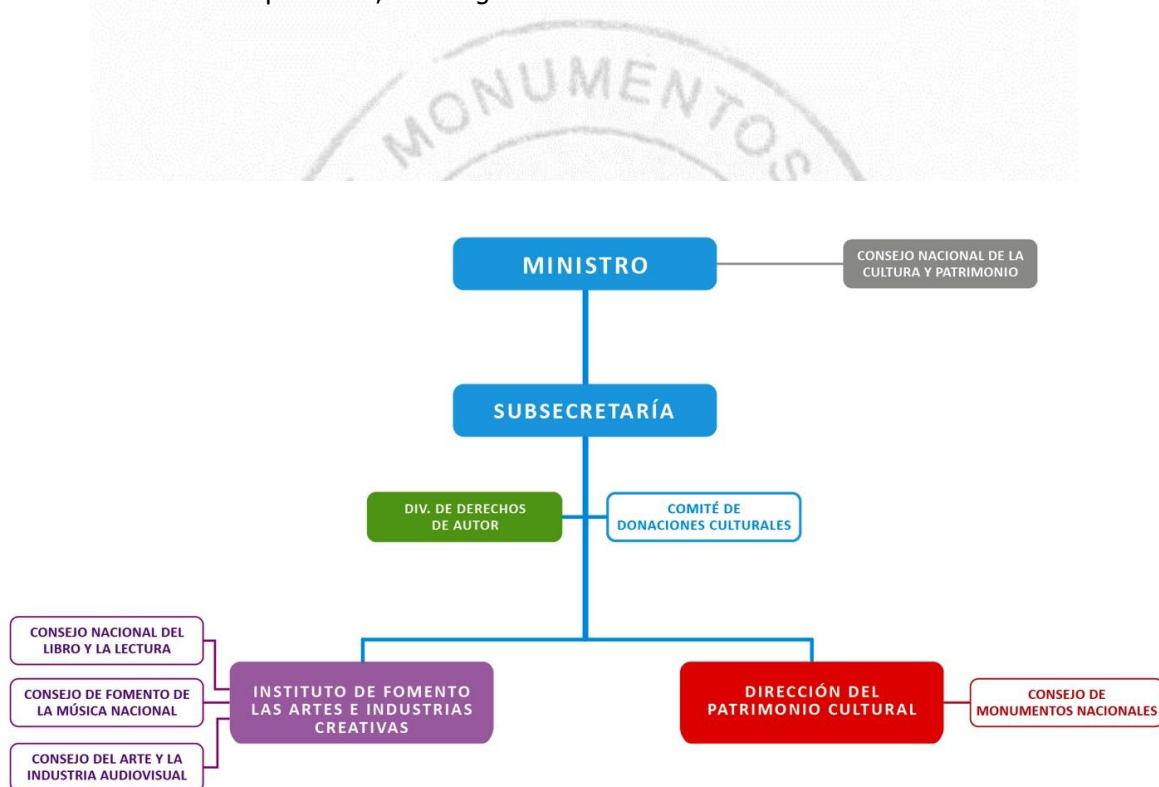 MONUMENTOS
MINISTRO
CONSEJO NACIONAL DE LA
CULTURA Y PATRIMONIO
SUBSECRETARÍA
DIV. DE DERECHOS
DE AUTOR
COMITÉ DE
DONACIONES CULTURALES
CONSEJO NACIONAL DEL
LIBRO Y LA LECTURA
CONSEJO DE FOMENTO DE
LA MÚSICA NACIONAL
CONSEJO DEL ARTE Y LA
INDUSTRIA AUDIOVISUAL
INSTITUTO DE FOMENTO
LAS ARTES E INDUSTRIAS
CREATIVAS
DIRECCIÓN DEL
PATRIMONIO CULTURAL
CONSEJO DE
MONUMENTOS NACIONALES